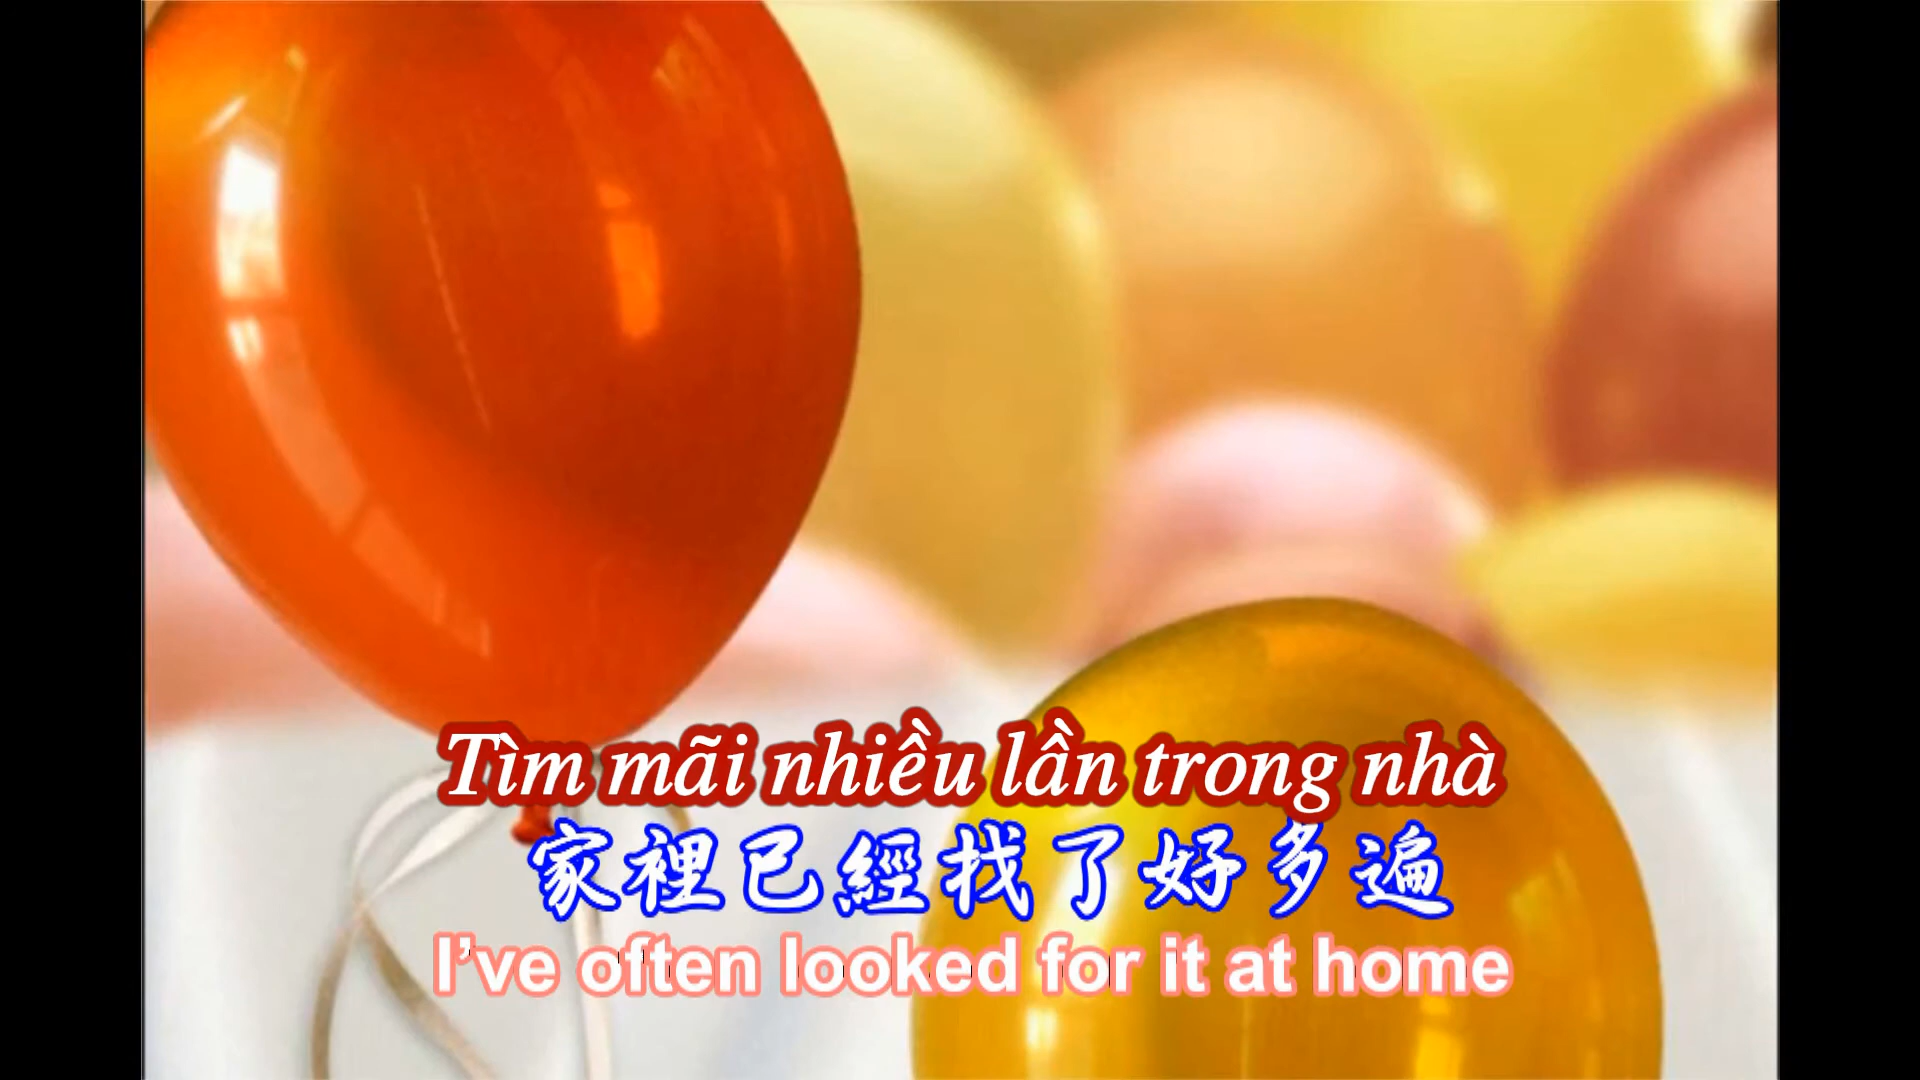 Tìm mãi nhiều lần trong nhà
家裡已經找了好多遍
I've often looked for it at home